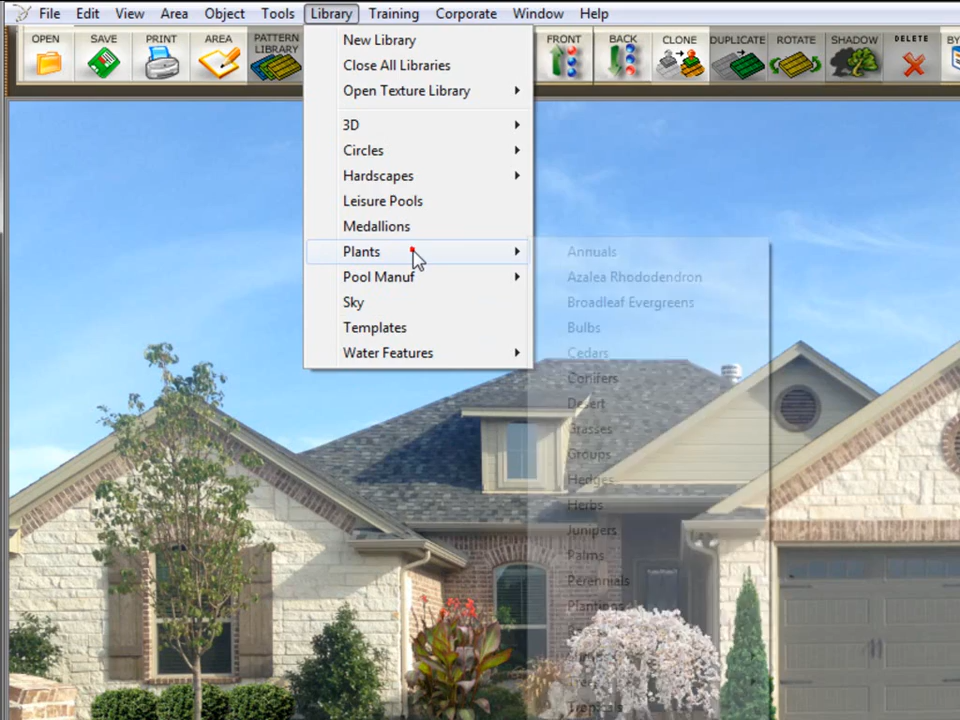 File Edit View Area Object Tools Library Training Corporate Window Help
OPEN SAVE PRINT AREA PATTERN LIBRARY FRONT BACK CLONE DUPLICATE ROTATE SHADOW DELETE
New Library
Close All Libraries
Open Texture Library
3D
Circles
Hardscapes
Leisure Pools
Medallions
Plants
Pool Manuf
Sky
Templates
Water Features
Annuals
Azalea Rhododendron
Broadleaf Evergreens
Bulbs
Cedars
Conifers
Desert
Grasses
Groups
Hedges
Herbs
Junipers
Palms
Perennials
Tropicals